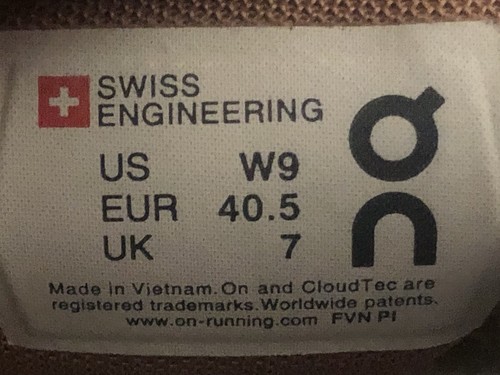 SWISS
ENGINEERING
US W9
EUR 40.5
UK 7
On
Made in Vietnam. On and CloudTec are
registered trademarks. Worldwide patents.
www.on-running.com FVN PI